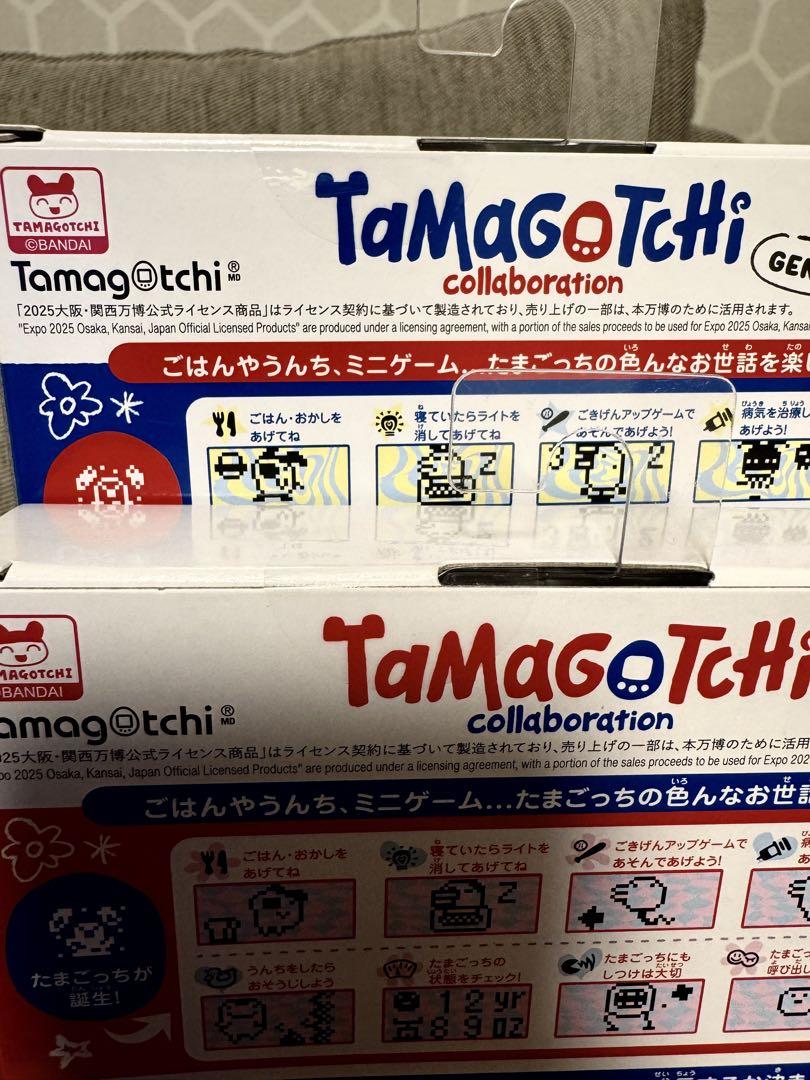 TAMAGOTCHI
©BANDAI
Tamagotchi® MD
TaMaGoTcHi
collaboration
GEN
「2025大阪・関西万博公式ライセンス商品」はライセンス契約に基づいて製造されており、売り上げの一部は、本万博のために活用されます。
"Expo 2025 Osaka, Kansai, Japan Official Licensed Products" are produced under a licensing agreement, with a portion of the sales proceeds to be used for Expo 2025 Osaka, Kansai
ごはんやうんち、ミニゲーム...たまごっちの色んなお世話を楽し
ごはん・おかしを
あげてね
寝ていたらライトを
消してあげてね
ごきげんアップゲームで
あそんであげよう!
病気を治療し
あげよう!
TAMAGOTCHI
©BANDAI
amagotchi® MD
TaMaGoTcHi
collaboration
025大阪・関西万博公式ライセンス商品」はライセンス契約に基づいて製造されており、売り上げの一部は、本万博のために活用
po 2025 Osaka, Kansai, Japan Official Licensed Products" are produced under a licensing agreement, with a portion of the sales proceeds to be used for Expo 202
ごはんやうんち、ミニゲーム...たまごっちの色んなお世話
ごはん・おかしを
あげてね
寝ていたらライトを
消してあげてね
ごきげんアップゲームで
あそんであげよう!
病
あ
たまごっちが
誕生!
うんちをしたら
おそうじしよう
たまごっちの
状態をチェック!
12yr
89oz
たまごっちにも
しつけは大切
たまご
呼び出し